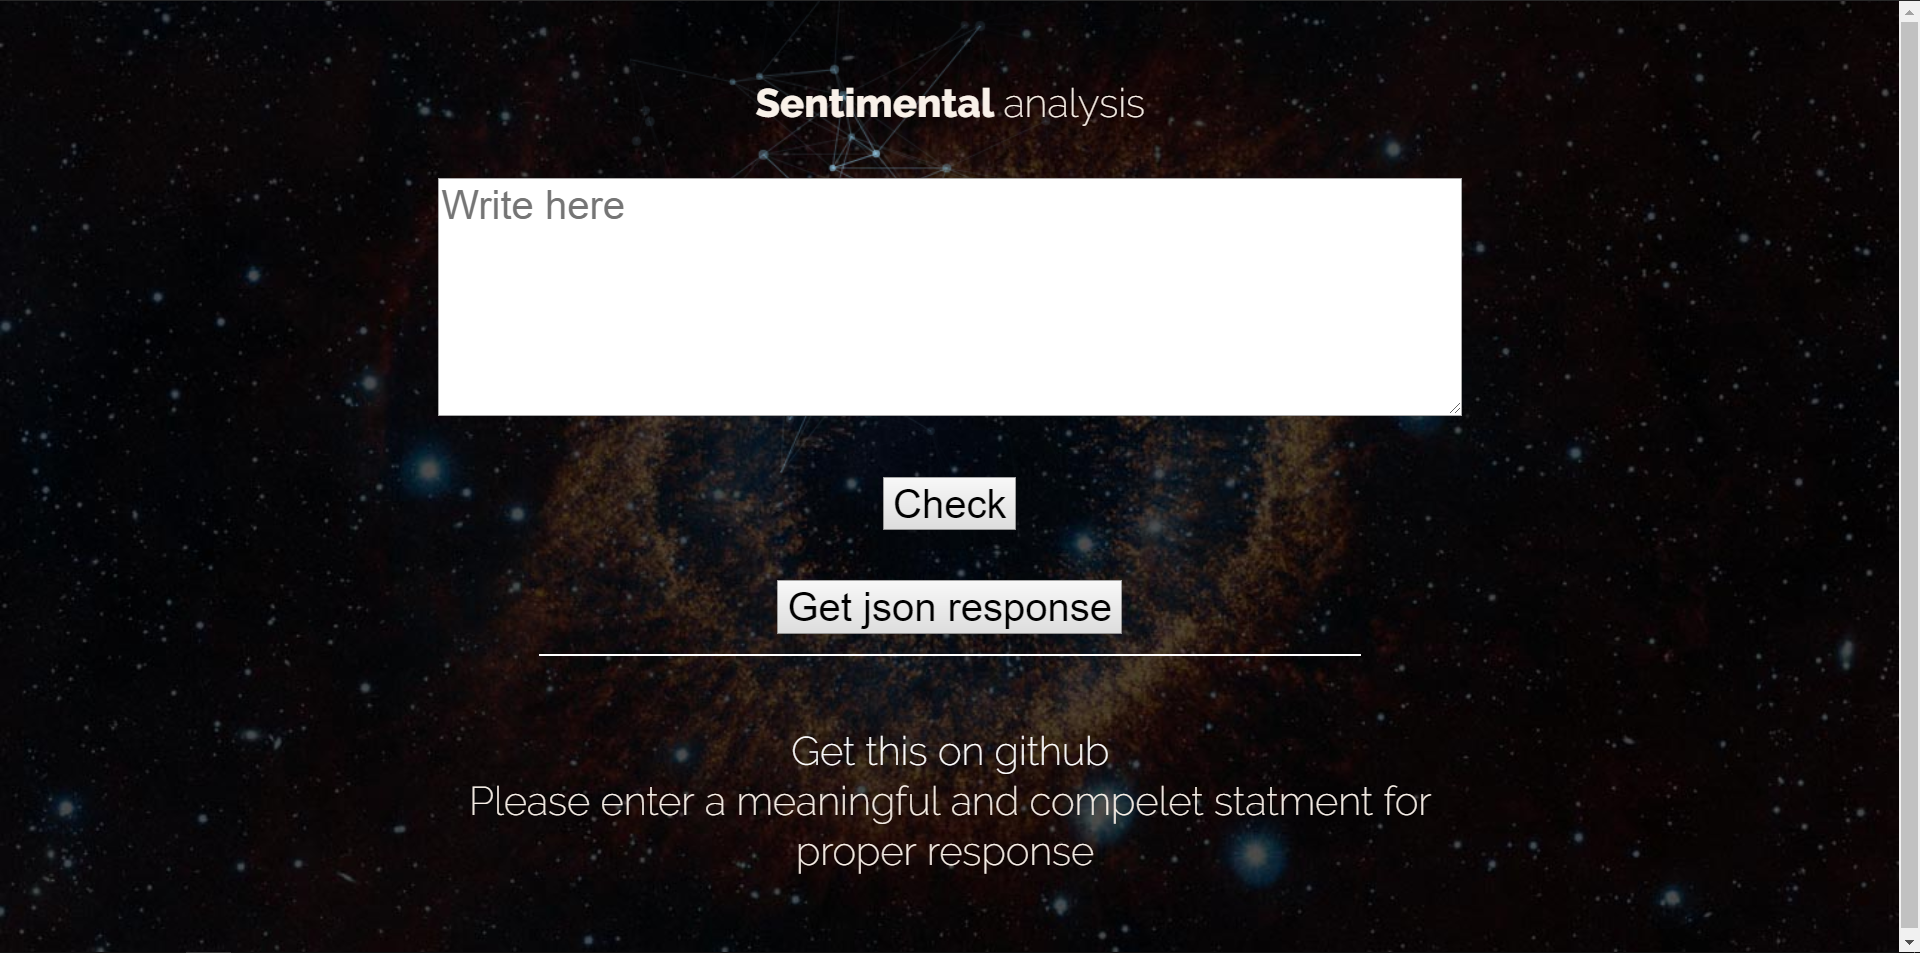 Sentimental analysis
Write here
Check
Get json response
Get this on github
Please enter a meaningful and compelet statment for
proper response